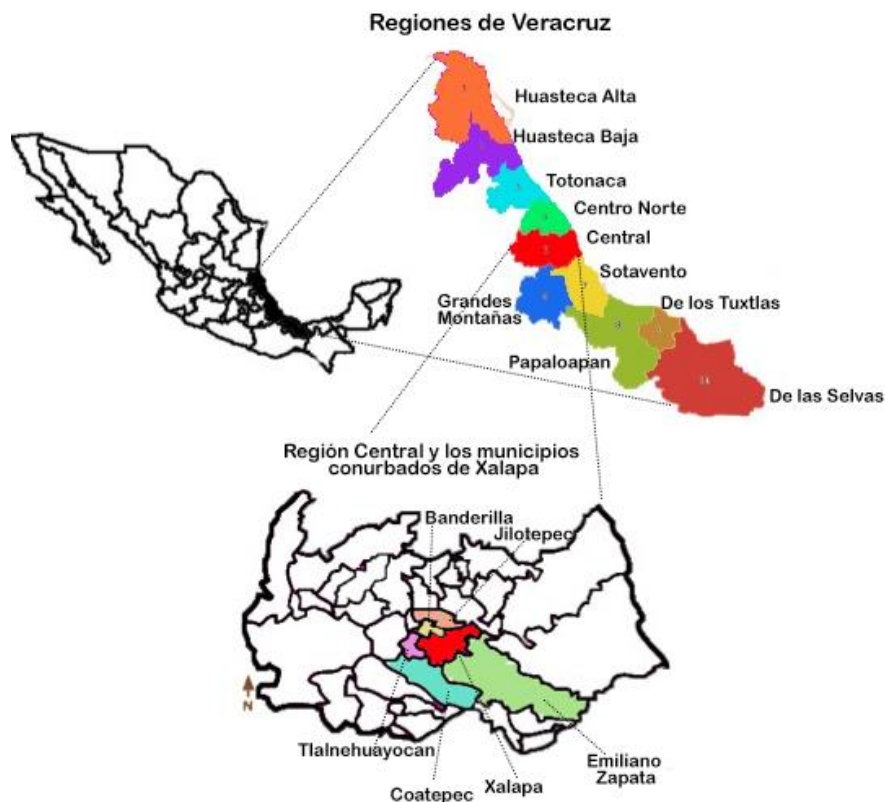 Regiones de Veracruz
Huasteca Alta
Huasteca Baja
Totonaca
Centro Norte
Central
Sotavento
Grandes
Montañas
De los Tuxtlas
Papaloapan
De las Selvas
Región Central y los municipios
conurbados de Xalapa
Banderilla
Jilotepec
N
Tlalnehuayocan
Coatepec
Xalapa
Emiliano
Zapata